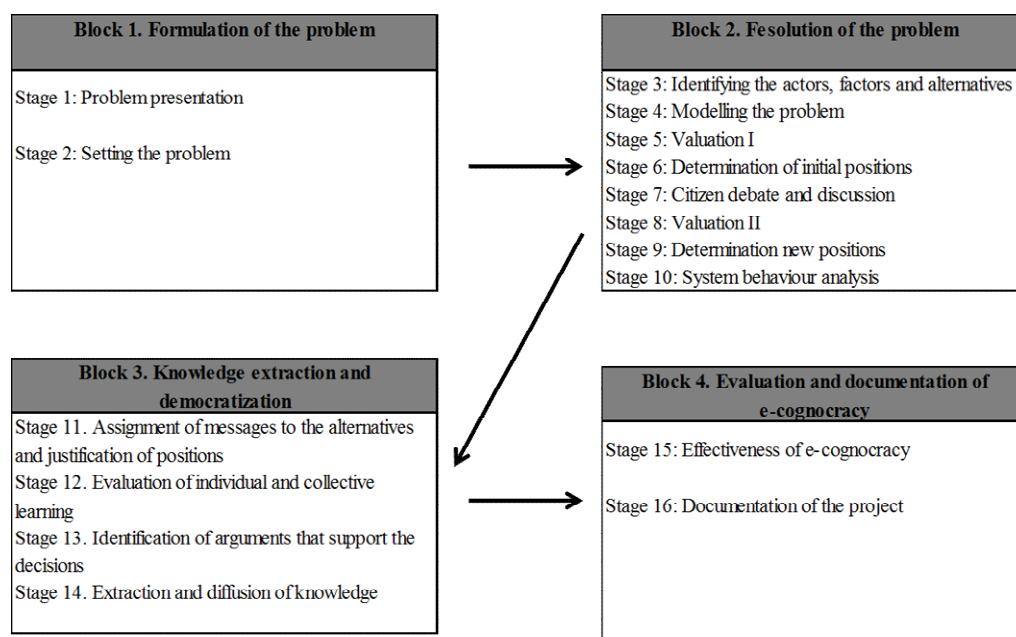 Block 1. Formulation of the problem
Stage 1: Problem presentation
Stage 2: Setting the problem
Block 2. Fesolution of the problem
Stage 3: Identifying the actors, factors and alternatives
Stage 4: Modelling the problem
Stage 5: Valuation I
Stage 6: Determination of initial positions
Stage 7: Citizen debate and discussion
Stage 8: Valuation II
Stage 9: Determination new positions
Stage 10: System behaviour analysis
Block 3. Knowledge extraction and
democratization
Stage 11. Assignment of messages to the alternatives
and justification of positions
Stage 12. Evaluation of individual and collective
learning
Stage 13. Identification of arguments that support the
decisions
Stage 14. Extraction and diffusion of knowledge
Block 4. Evaluation and documentation of
e-cognocracy
Stage 15: Effectiveness of e-cognocracy
Stage 16: Documentation of the project